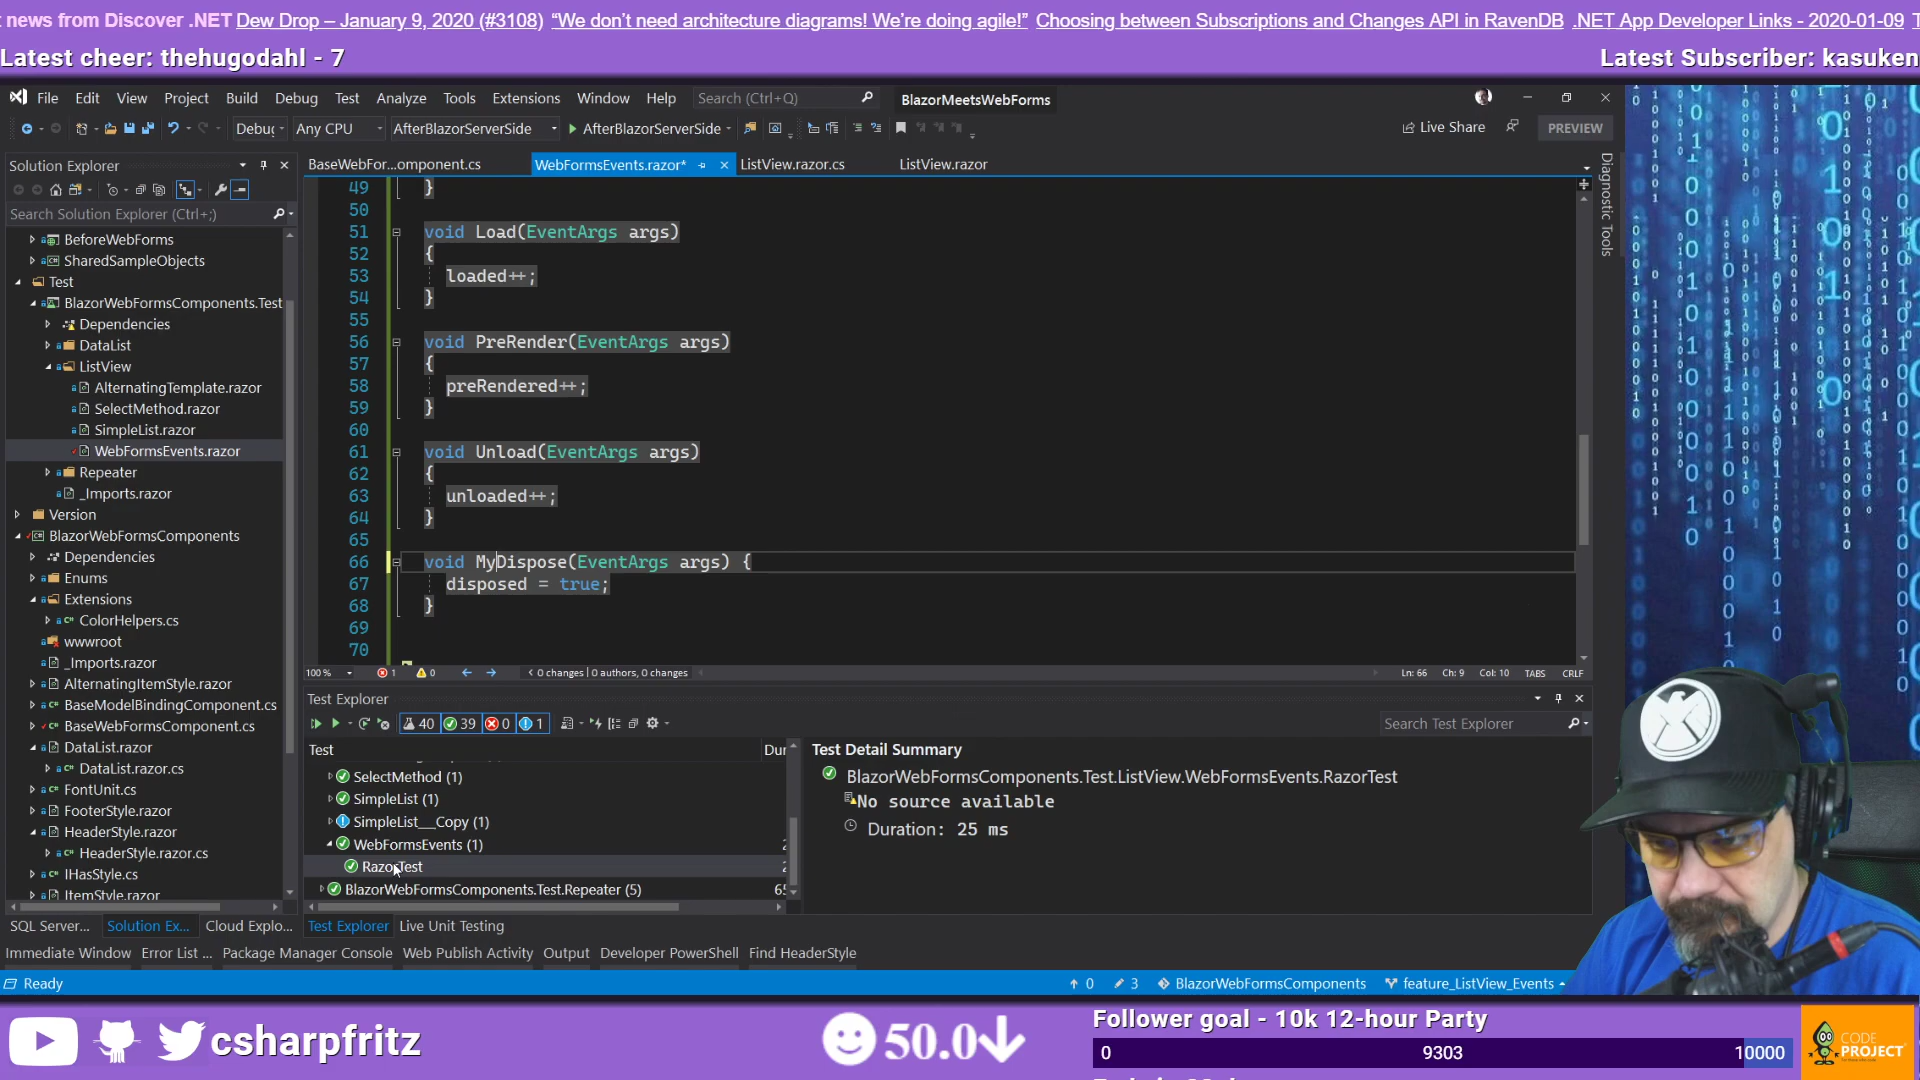 t news from Discover .NET Dew Drop – January 9, 2020 (#3108) “We don’t need architecture diagrams! We’re doing agile!” Choosing between Subscriptions and Changes API in RavenDB .NET App Developer Links - 2020-01-09
Latest cheer: thehugodahl - 7
Latest Subscriber: kasuken
File Edit View Project Build Debug Test Analyze Tools Extensions Window Help Search (Ctrl+Q) BlazorMeetsWebForms
Debug Any CPU AfterBlazorServerSide AfterBlazorServerSide Live Share PREVIEW
Solution Explorer
Search Solution Explorer (Ctrl+;)
BeforeWebForms
SharedSampleObjects
Test
BlazorWebFormsComponents.Test
Dependencies
DataList
ListView
AlternatingTemplate.razor
SelectMethod.razor
SimpleList.razor
WebFormsEvents.razor
Repeater
_Imports.razor
Version
BlazorWebFormsComponents
Dependencies
Enums
Extensions
ColorHelpers.cs
wwwroot
_Imports.razor
AlternatingItemStyle.razor
BaseModelBindingComponent.cs
BaseWebFormsComponent.cs
DataList.razor
DataList.razor.cs
FontUnit.cs
FooterStyle.razor
HeaderStyle.razor
HeaderStyle.razor.cs
IHasStyle.cs
ItemStyle.razor
SQL Server... Solution Ex... Cloud Explo...
BaseWebFor...omponent.cs WebFormsEvents.razor* ListView.razor.cs ListView.razor
49 }
50
51 void Load(EventArgs args)
52 {
53 loaded++;
54 }
55
56 void PreRender(EventArgs args)
57 {
58 preRendered++;
59 }
60
61 void Unload(EventArgs args)
62 {
63 unloaded++;
64 }
65
66 void MyDispose(EventArgs args) {
67 disposed = true;
68 }
69
70
Diagnostic Tools
100 % 1 0 0 changes | 0 authors, 0 changes Ln: 66 Ch: 9 Col: 10 TABS CRLF
Test Explorer
40 39 0 1 Search Test Explorer
Test Dur
SelectMethod (1)
SimpleList (1)
SimpleList___Copy (1)
WebFormsEvents (1) 2
RazorTest 2
BlazorWebFormsComponents.Test.Repeater (5) 65
Test Detail Summary
BlazorWebFormsComponents.Test.ListView.WebFormsEvents.RazorTest
No source available
Duration: 25 ms
Test Explorer Live Unit Testing
Immediate Window Error List ... Package Manager Console Web Publish Activity Output Developer PowerShell Find HeaderStyle
Ready 0 3 BlazorWebFormsComponents feature_ListView_Events
csharpfritz
50.0
Follower goal - 10k 12-hour Party
0 9303 10000
CODE
PROJECT